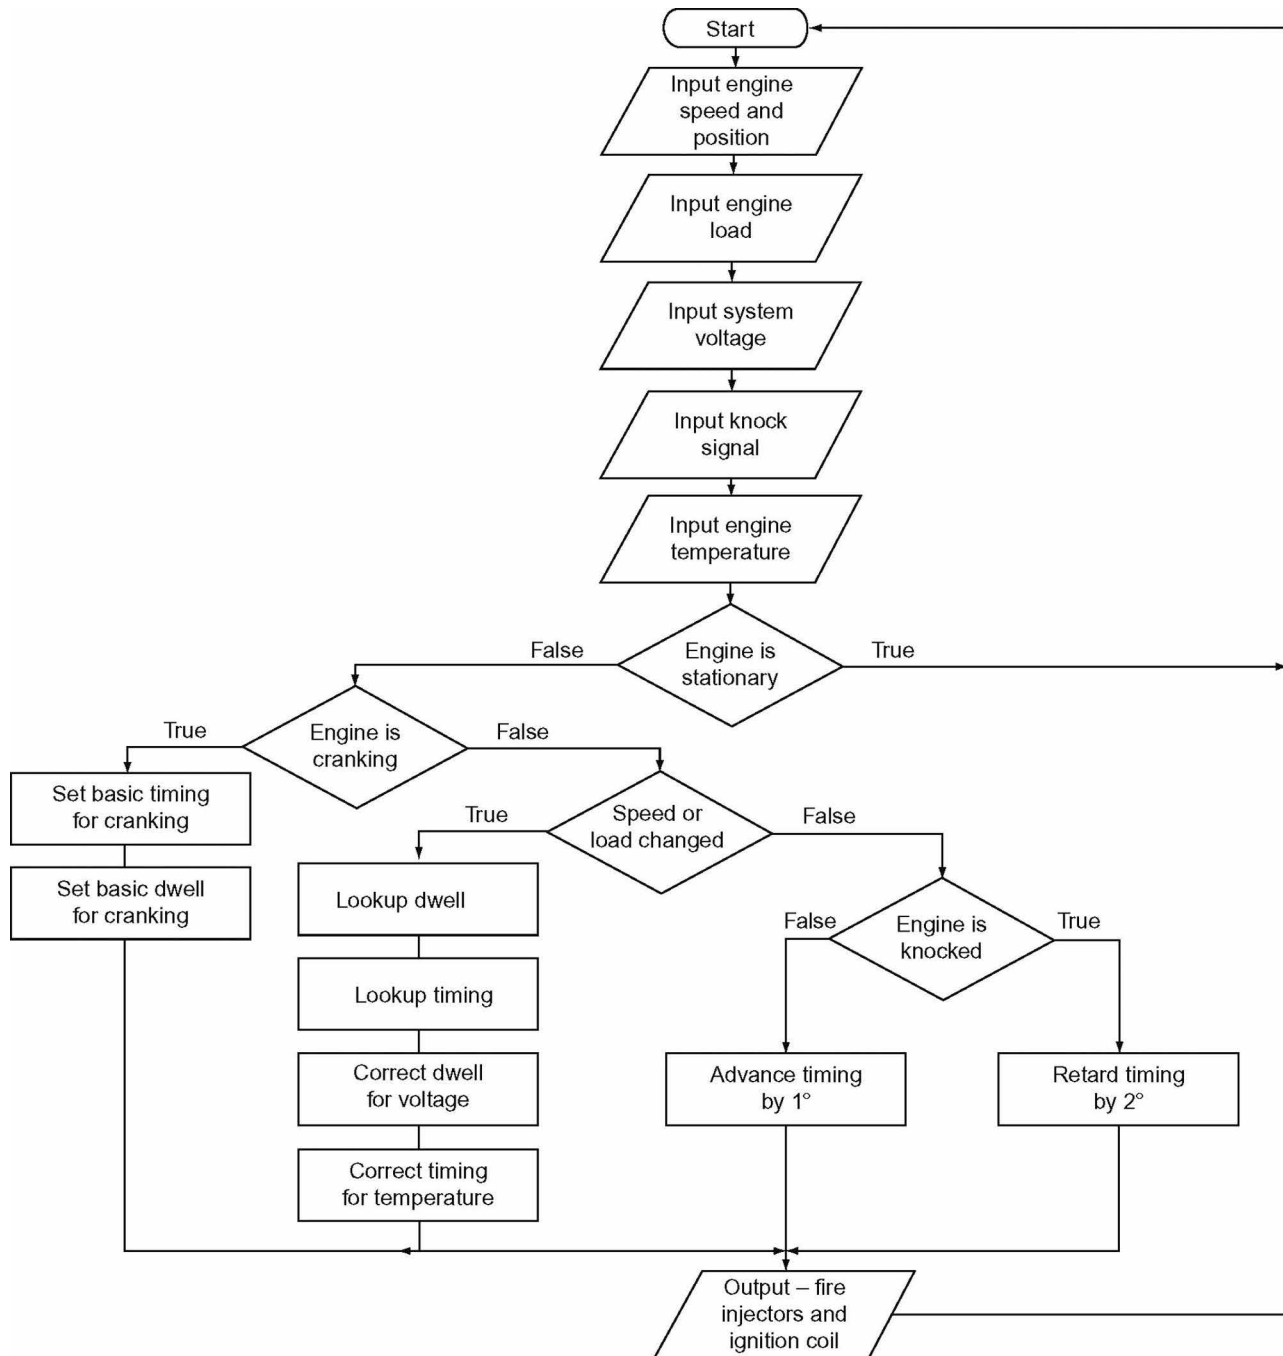 Start
Input engine
speed and
position
Input engine
load
Input system
voltage
Input knock
signal
Input engine
temperature
False
Engine is
stationary
True
True
Engine is
cranking
False
Set basic timing
for cranking
Set basic dwell
for cranking
True
Speed or
load changed
False
Lookup dwell
Lookup timing
Correct dwell
for voltage
Correct timing
for temperature
False
Engine is
knocked
True
Advance timing
by 1°
Retard timing
by 2°
Output – fire
injectors and
ignition coil